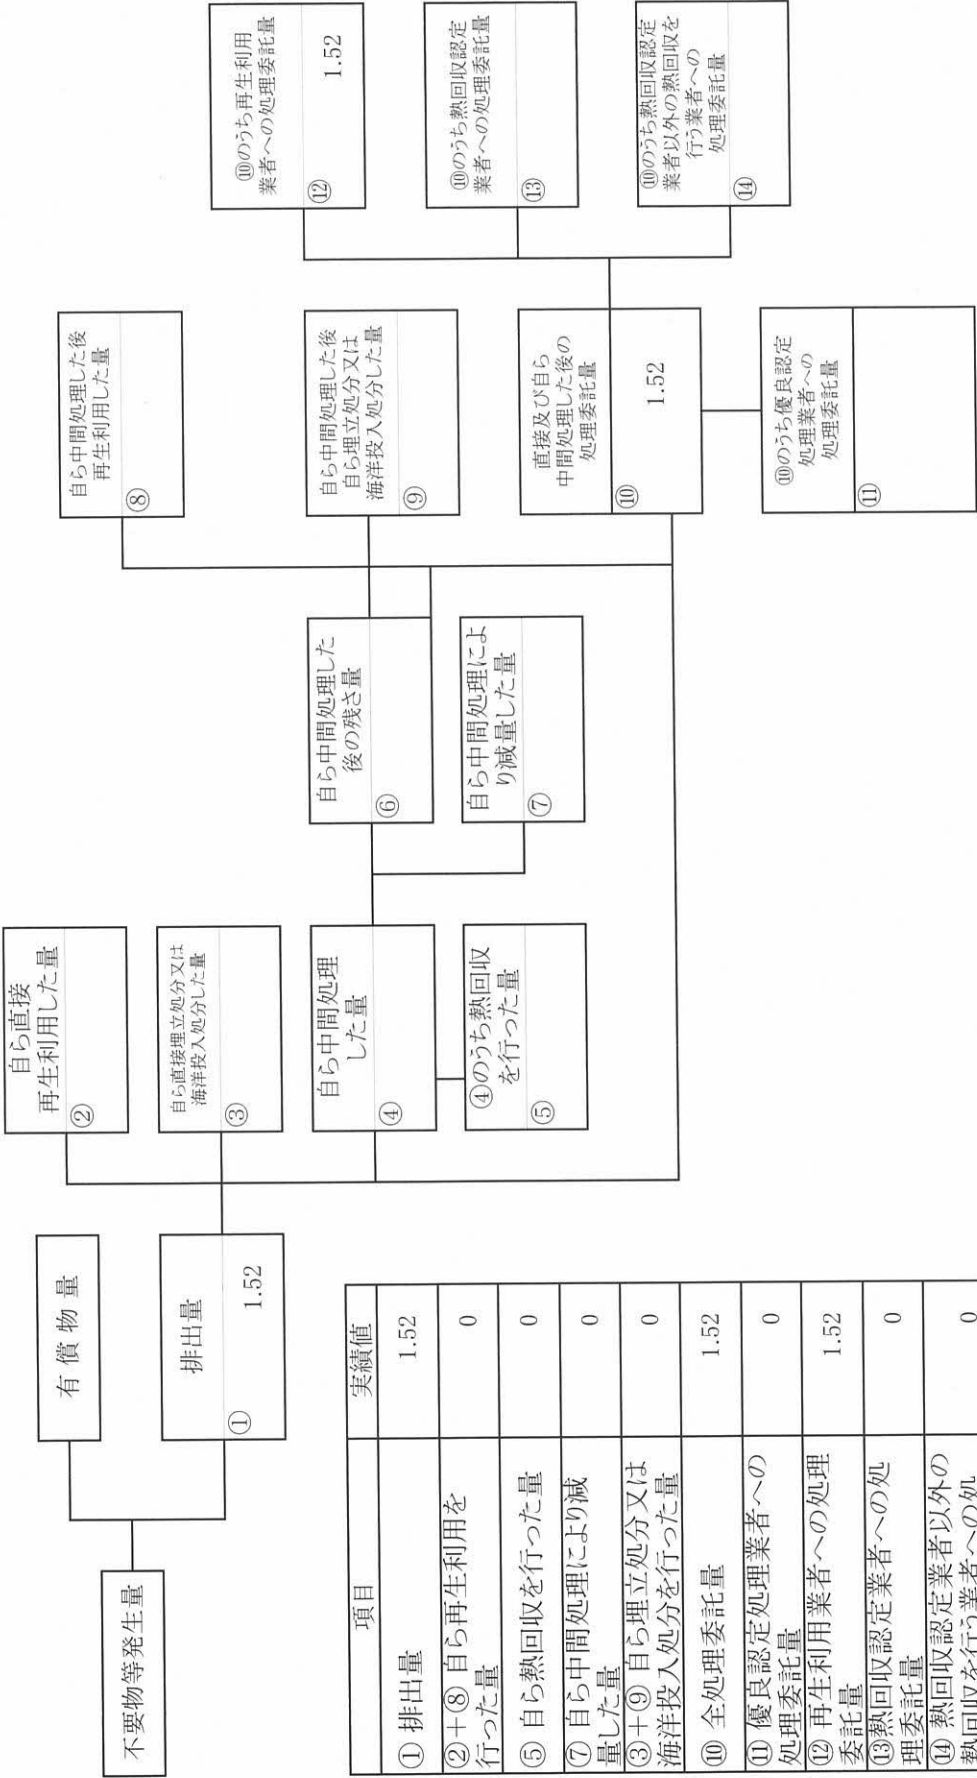 不要物等発生量
有償物量
排出量
①
1.52
自ら直接
再生利用した量
②
自ら直接埋立処分又は
海洋投入処分した量
③
自ら中間処理
した量
④
④のうち熱回収
を行った量
⑤
自ら中間処理した
後の残さ量
⑥
自ら中間処理によ
り減量した量
⑦
自ら中間処理した後
再生利用した量
⑧
自ら中間処理した後
自ら埋立処分又は
海洋投入処分した量
⑨
直接及び自ら
中間処理した後の
処理委託量
⑩
1.52
⑩のうち優良認定
処理業者への
処理委託量
⑪
⑩のうち再生利用
業者への処理委託量
⑫
1.52
⑩のうち熱回収認定
業者への処理委託量
⑬
⑩のうち熱回収認定
業者以外の熱回収を
行う業者への
処理委託量
⑭
項目 実績値
① 排出量 1.52
②+⑧ 自ら再生利用を
行った量 0
⑤ 自ら熱回収を行った量 0
⑦ 自ら中間処理により減
量した量 0
③+⑨ 自ら埋立処分又は
海洋投入処分を行った量 0
⑩ 全処理委託量 1.52
⑪ 優良認定処理業者への
処理委託量 0
⑫ 再生利用業者への処理
委託量 1.52
⑬熱回収認定業者への処
理委託量 0
⑭ 熱回収認定業者以外の
熱回収を行う業者への処 0